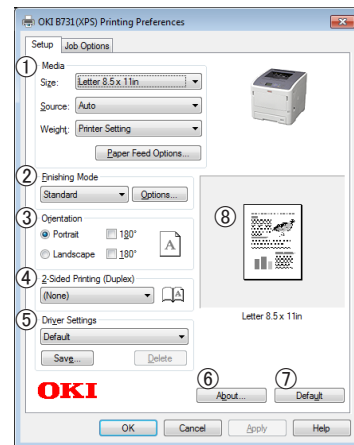 OKI B731(XPS) Printing Preferences
Setup Job Options
① Media
Size: Letter 8.5 x 11in
Source: Auto
Weight: Printer Setting
Paper Feed Options...
② Finishing Mode
Standard Options...
③ Orientation
Portrait 180°
Landscape 180°
A
④ 2-Sided Printing (Duplex)
(None) A
⑤ Driver Settings
Default
Save... Delete
⑧
Letter 8.5 x 11in
OKI
⑥ ⑦
About... Default
OK Cancel Apply Help